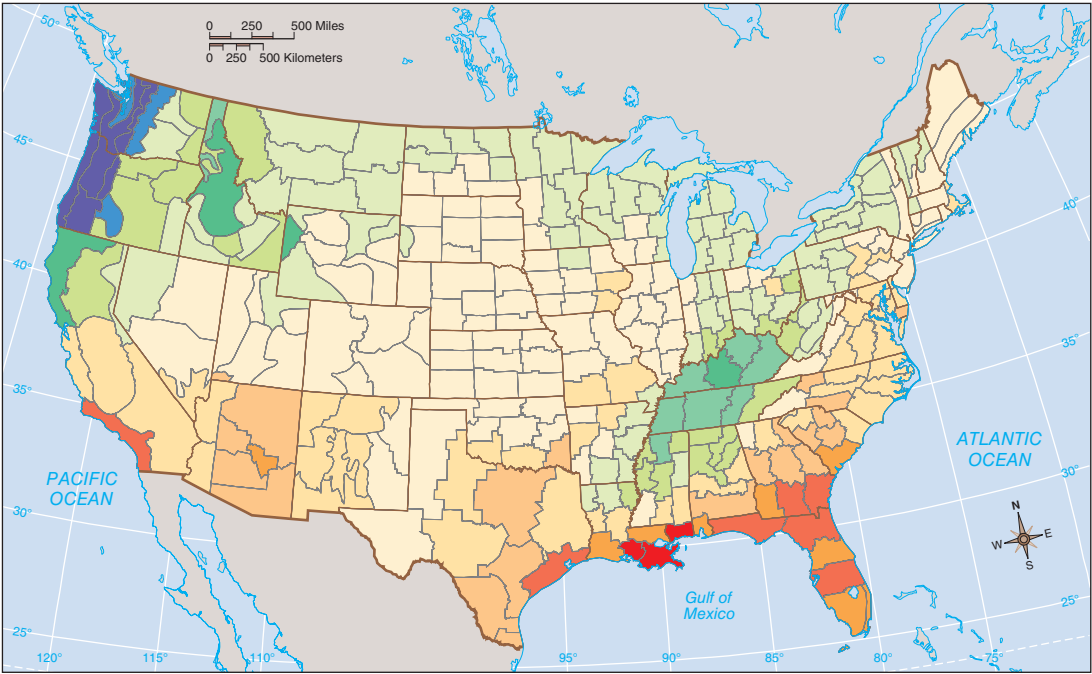 0 250 500 Miles
0 250 500 Kilometers
50°
45°
40°
35°
30°
25°
120°
115°
110°
95°
90°
85°
80°
75°
25°
30°
35°
40°
PACIFIC
OCEAN
ATLANTIC
OCEAN
Gulf of
Mexico
N
W
E
S